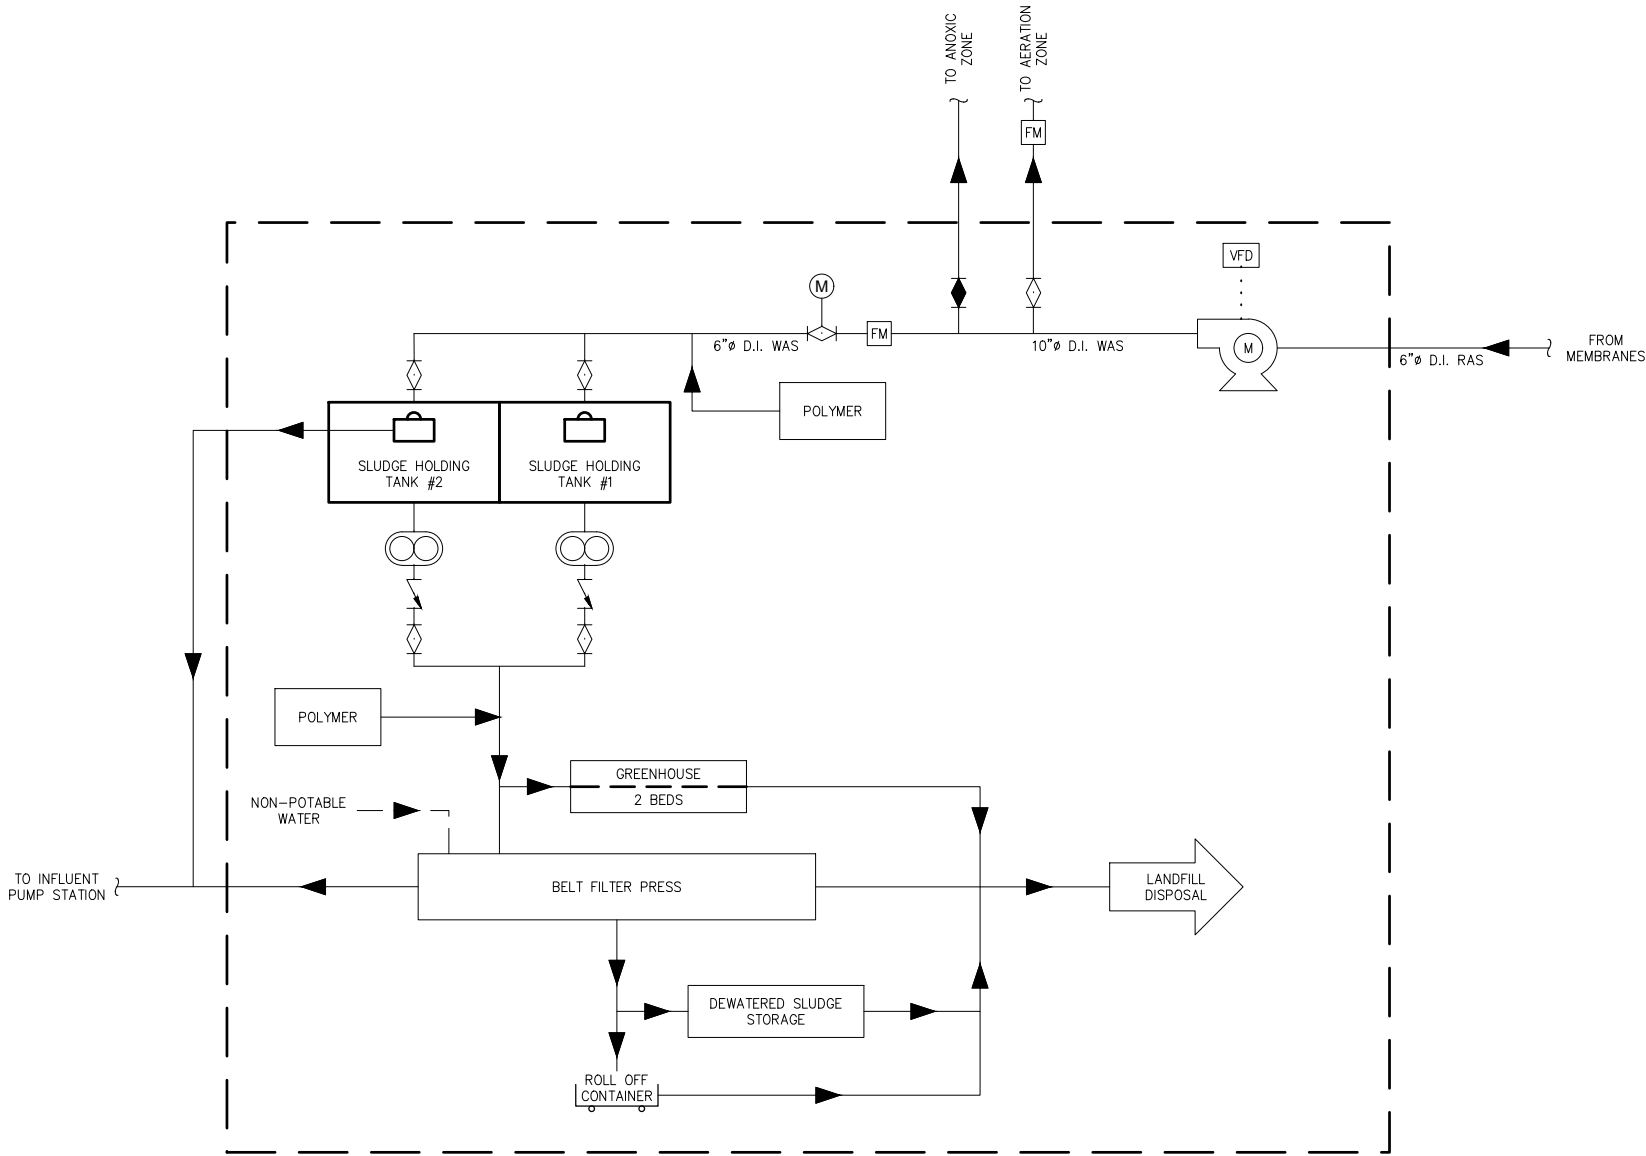 TO ANOXIC
ZONE
TO AERATION
ZONE
FM
VFD
M
FM
6"ø D.I. WAS
10"ø D.I. WAS
M
6"ø D.I. RAS
FROM
MEMBRANES
POLYMER
SLUDGE HOLDING
TANK #2
SLUDGE HOLDING
TANK #1
POLYMER
GREENHOUSE
2 BEDS
NON-POTABLE
WATER
TO INFLUENT
PUMP STATION
BELT FILTER PRESS
LANDFILL
DISPOSAL
DEWATERED SLUDGE
STORAGE
ROLL OFF
CONTAINER